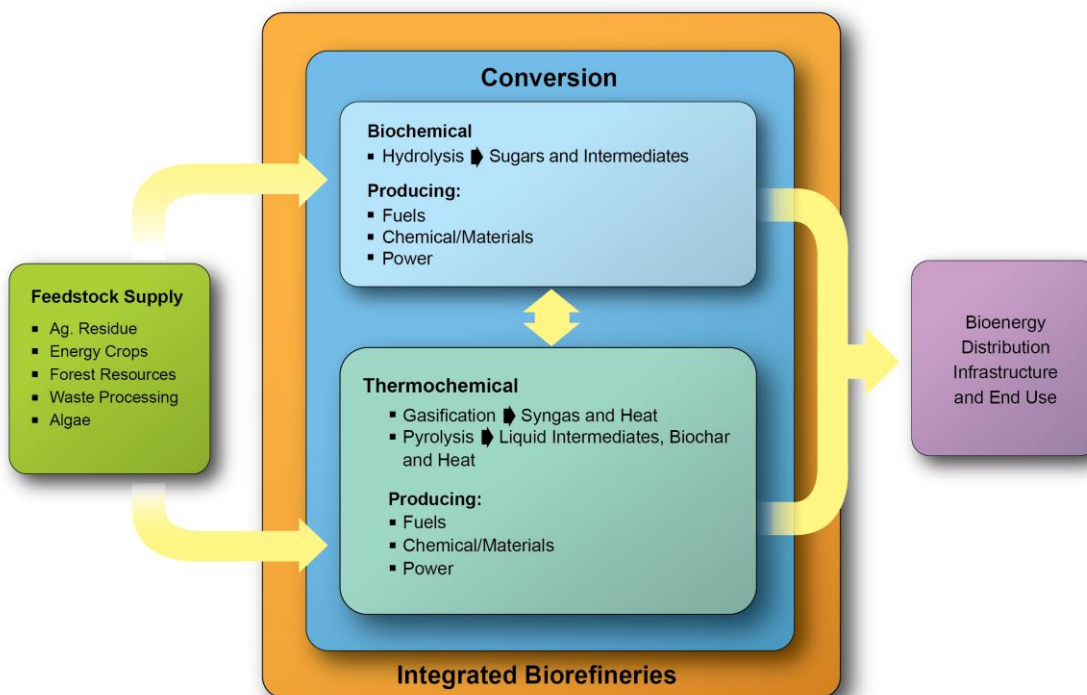 Conversion
Biochemical
▪ Hydrolysis ➡ Sugars and Intermediates
Producing:
▪ Fuels
▪ Chemical/Materials
▪ Power
Feedstock Supply
▪ Ag. Residue
▪ Energy Crops
▪ Forest Resources
▪ Waste Processing
▪ Algae
Thermochemical
▪ Gasification ➡ Syngas and Heat
▪ Pyrolysis ➡ Liquid Intermediates, Biochar
and Heat
Producing:
▪ Fuels
▪ Chemical/Materials
▪ Power
Bioenergy
Distribution
Infrastructure
and End Use
Integrated Biorefineries